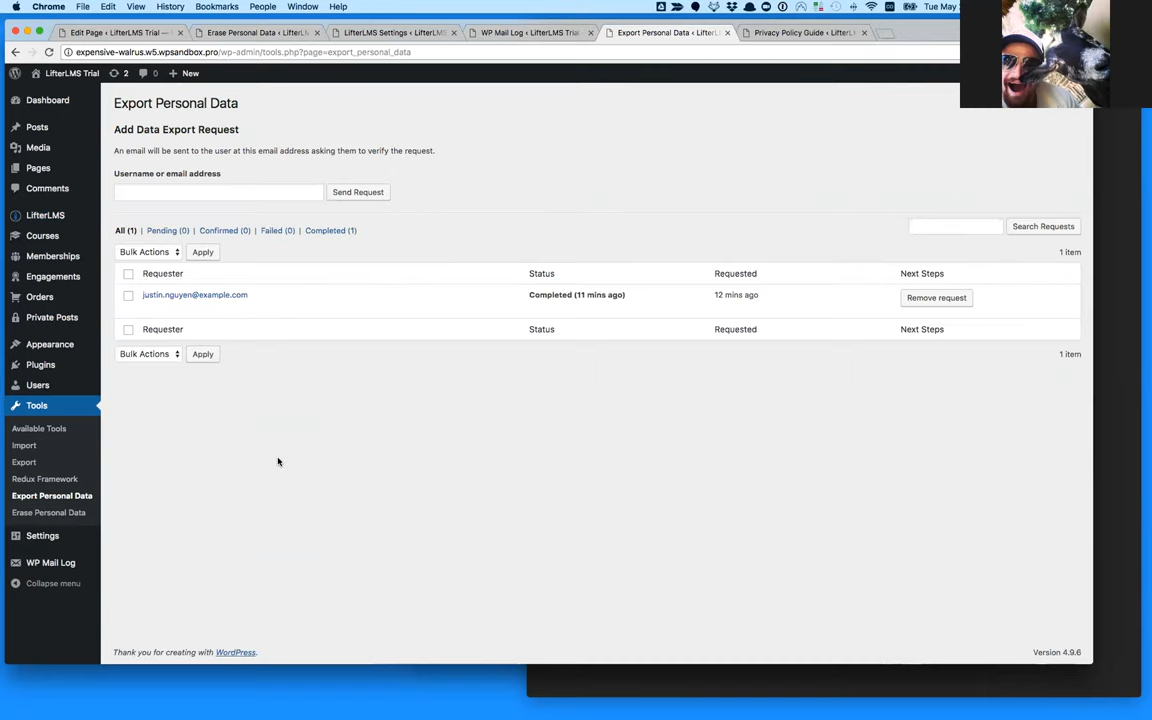 Chrome File Edit View History Bookmarks People Window Help Tue May
Edit Page ‹ LifterLMS Trial — × Erase Personal Data ‹ LifterLM × LifterLMS Settings ‹ LifterLMS × WP Mail Log ‹ LifterLMS Trial × Export Personal Data ‹ LifterL × Privacy Policy Guide ‹ LifterLM ×
expensive-walrus.w5.wpsandbox.pro/wp-admin/tools.php?page=export_personal_data
LifterLMS Trial 2 0 + New
Dashboard
Posts
Media
Pages
Comments
LifterLMS
Courses
Memberships
Engagements
Orders
Private Posts
Appearance
Plugins
Users
Tools
Available Tools
Import
Export
Redux Framework
Export Personal Data
Erase Personal Data
Settings
WP Mail Log
Collapse menu
Export Personal Data
Add Data Export Request
An email will be sent to the user at this email address asking them to verify the request.
Username or email address
Send Request
All (1) | Pending (0) | Confirmed (0) | Failed (0) | Completed (1)
Search Requests
Bulk Actions Apply 1 item
Requester Status Requested Next Steps
justin.nguyen@example.com Completed (11 mins ago) 12 mins ago Remove request
Requester Status Requested Next Steps
Bulk Actions Apply 1 item
Thank you for creating with WordPress. Version 4.9.6